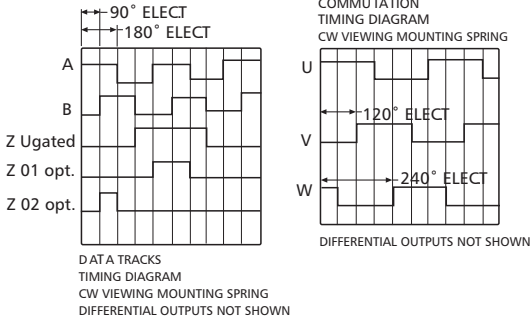 90° ELECT
180° ELECT
A
B
Z Ugated
Z 01 opt.
Z 02 opt.
DATA TRACKS
TIMING DIAGRAM
CW VIEWING MOUNTING SPRING
DIFFERENTIAL OUTPUTS NOT SHOWN
COMMUTATION
TIMING DIAGRAM
CW VIEWING MOUNTING SPRING
U
120° ELECT
V
240° ELECT
W
DIFFERENTIAL OUTPUTS NOT SHOWN